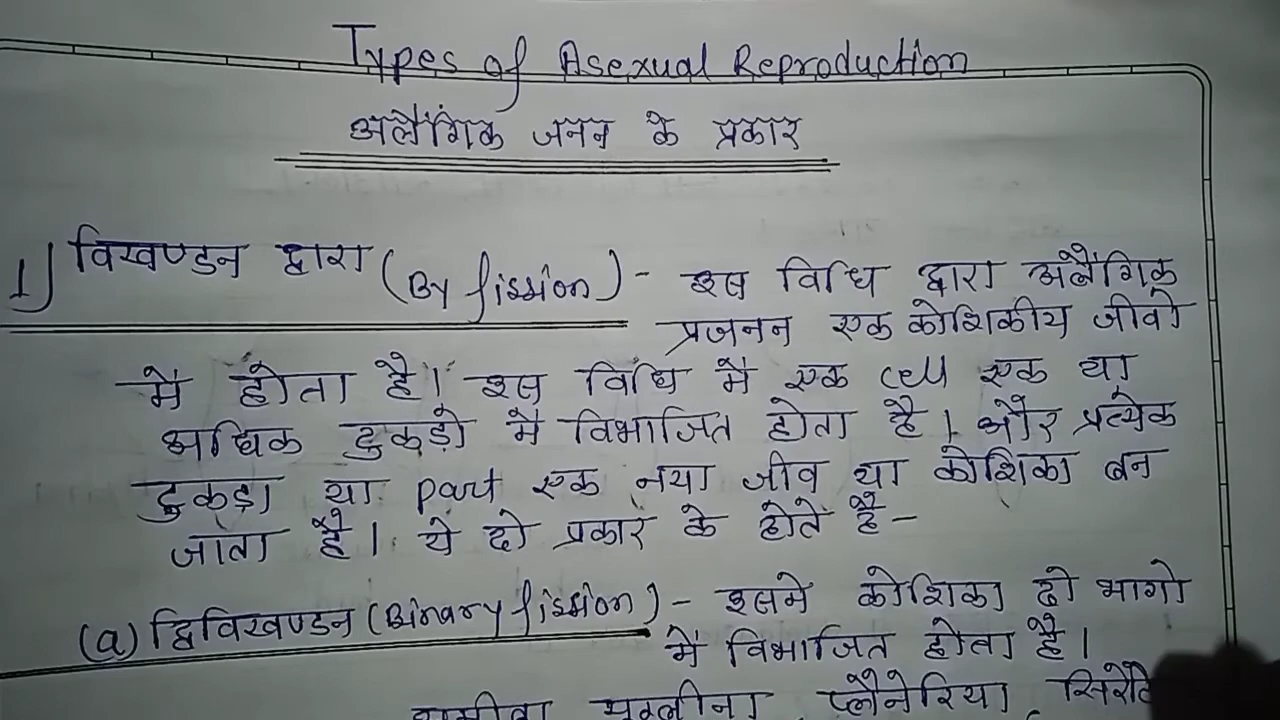 Types of Asexual Reproduction
अलैंगिक जनन के प्रकार
1) विखण्डन द्वारा (By fission) - इस विधि द्वारा अलैंगिक
प्रजनन एक कोशिकीय जीवो
मे होता है। इस विधि मे एक cell एक या
अधिक टुकड़ो मे विभाजित होता है। और प्रत्येक
टुकड़ा या part एक नया जीव या कोशिका बन
जाता है। ये दो प्रकार के होते है -
(a) द्विविखण्डन (Binary fission) - इसमे कोशिका दो भागो
मे विभाजित होता है।
युग्लीना, प्लैनेरिया,